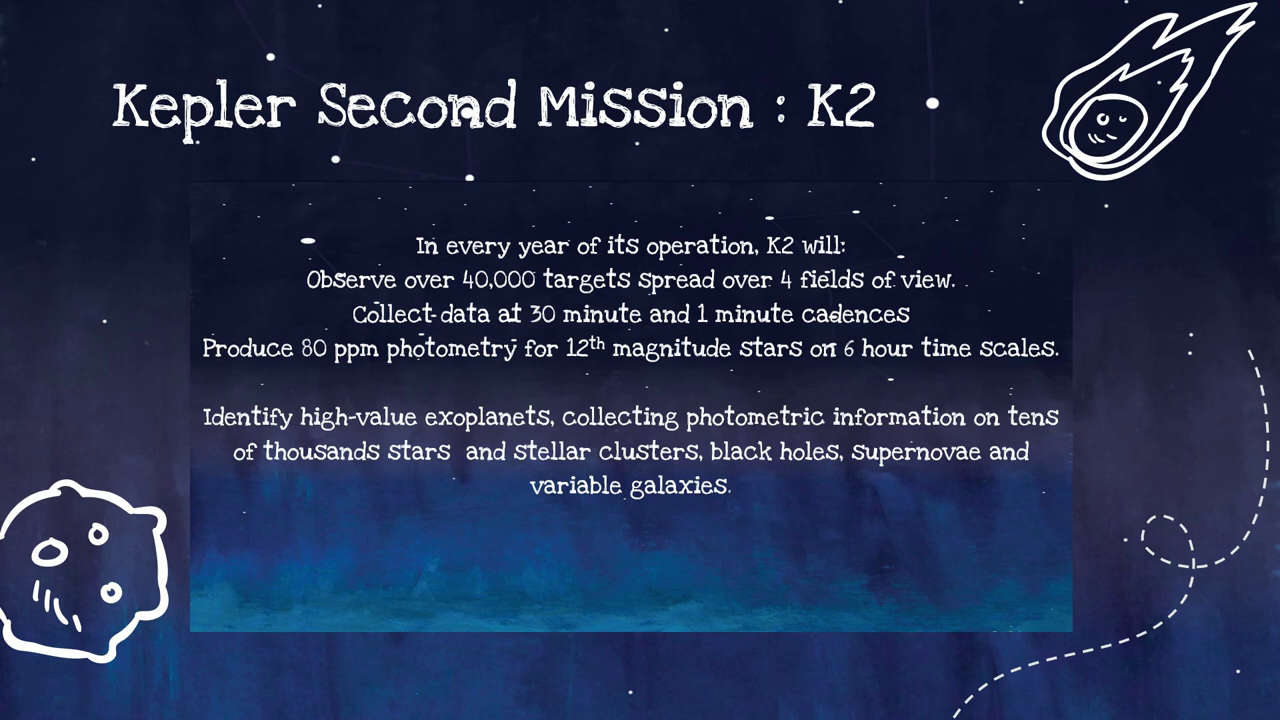 Kepler Second Mission : K2
In every year of its operation, K2 will:
Observe over 40,000 targets spread over 4 fields of view.
Collect data at 30 minute and 1 minute cadences
Produce 80 ppm photometry for 12th magnitude stars on 6 hour time scales.
Identify high-value exoplanets, collecting photometric information on tens
of thousands stars and stellar clusters, black holes, supernovae and
variable galaxies.